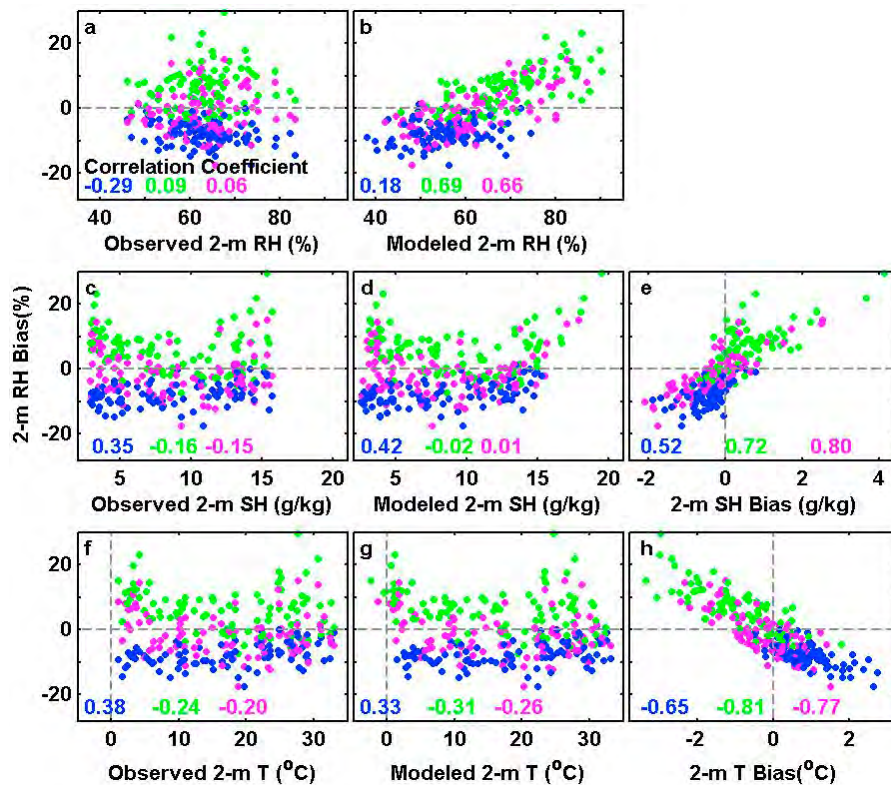 a b
20
0
-20
Correlation Coefficient
-0.29 0.09 0.06 0.18 0.69 0.66
40 60 80 40 60 80
Observed 2-m RH (%) Modeled 2-m RH (%)
2-m RH Bias(%)
c d e
20
0
-20
0.35 -0.16 -0.15 0.42 -0.02 0.01 0.52 0.72 0.80
5 10 15 20 5 10 15 20 -2 0 2 4
Observed 2-m SH (g/kg) Modeled 2-m SH (g/kg) 2-m SH Bias (g/kg)
f g h
20
0
-20
0.38 -0.24 -0.20 0.33 -0.31 -0.26 -0.65 -0.81 -0.77
0 10 20 30 0 10 20 30 -2 0 2
Observed 2-m T (°C) Modeled 2-m T (°C) 2-m T Bias(°C)